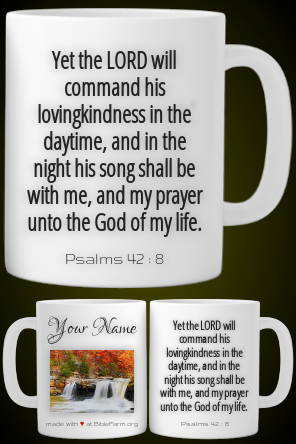 Yet the LORD will
command his
lovingkindness in the
daytime, and in the
night his song shall be
with me, and my prayer
unto the God of my life.
Psalms 42 : 8
Your Name
made with ♥ at BibleFarm.org
Yet the LORD will
command his
lovingkindness in the
daytime, and in the
night his song shall be
with me, and my prayer
unto the God of my life.
Psalms 42 : 8